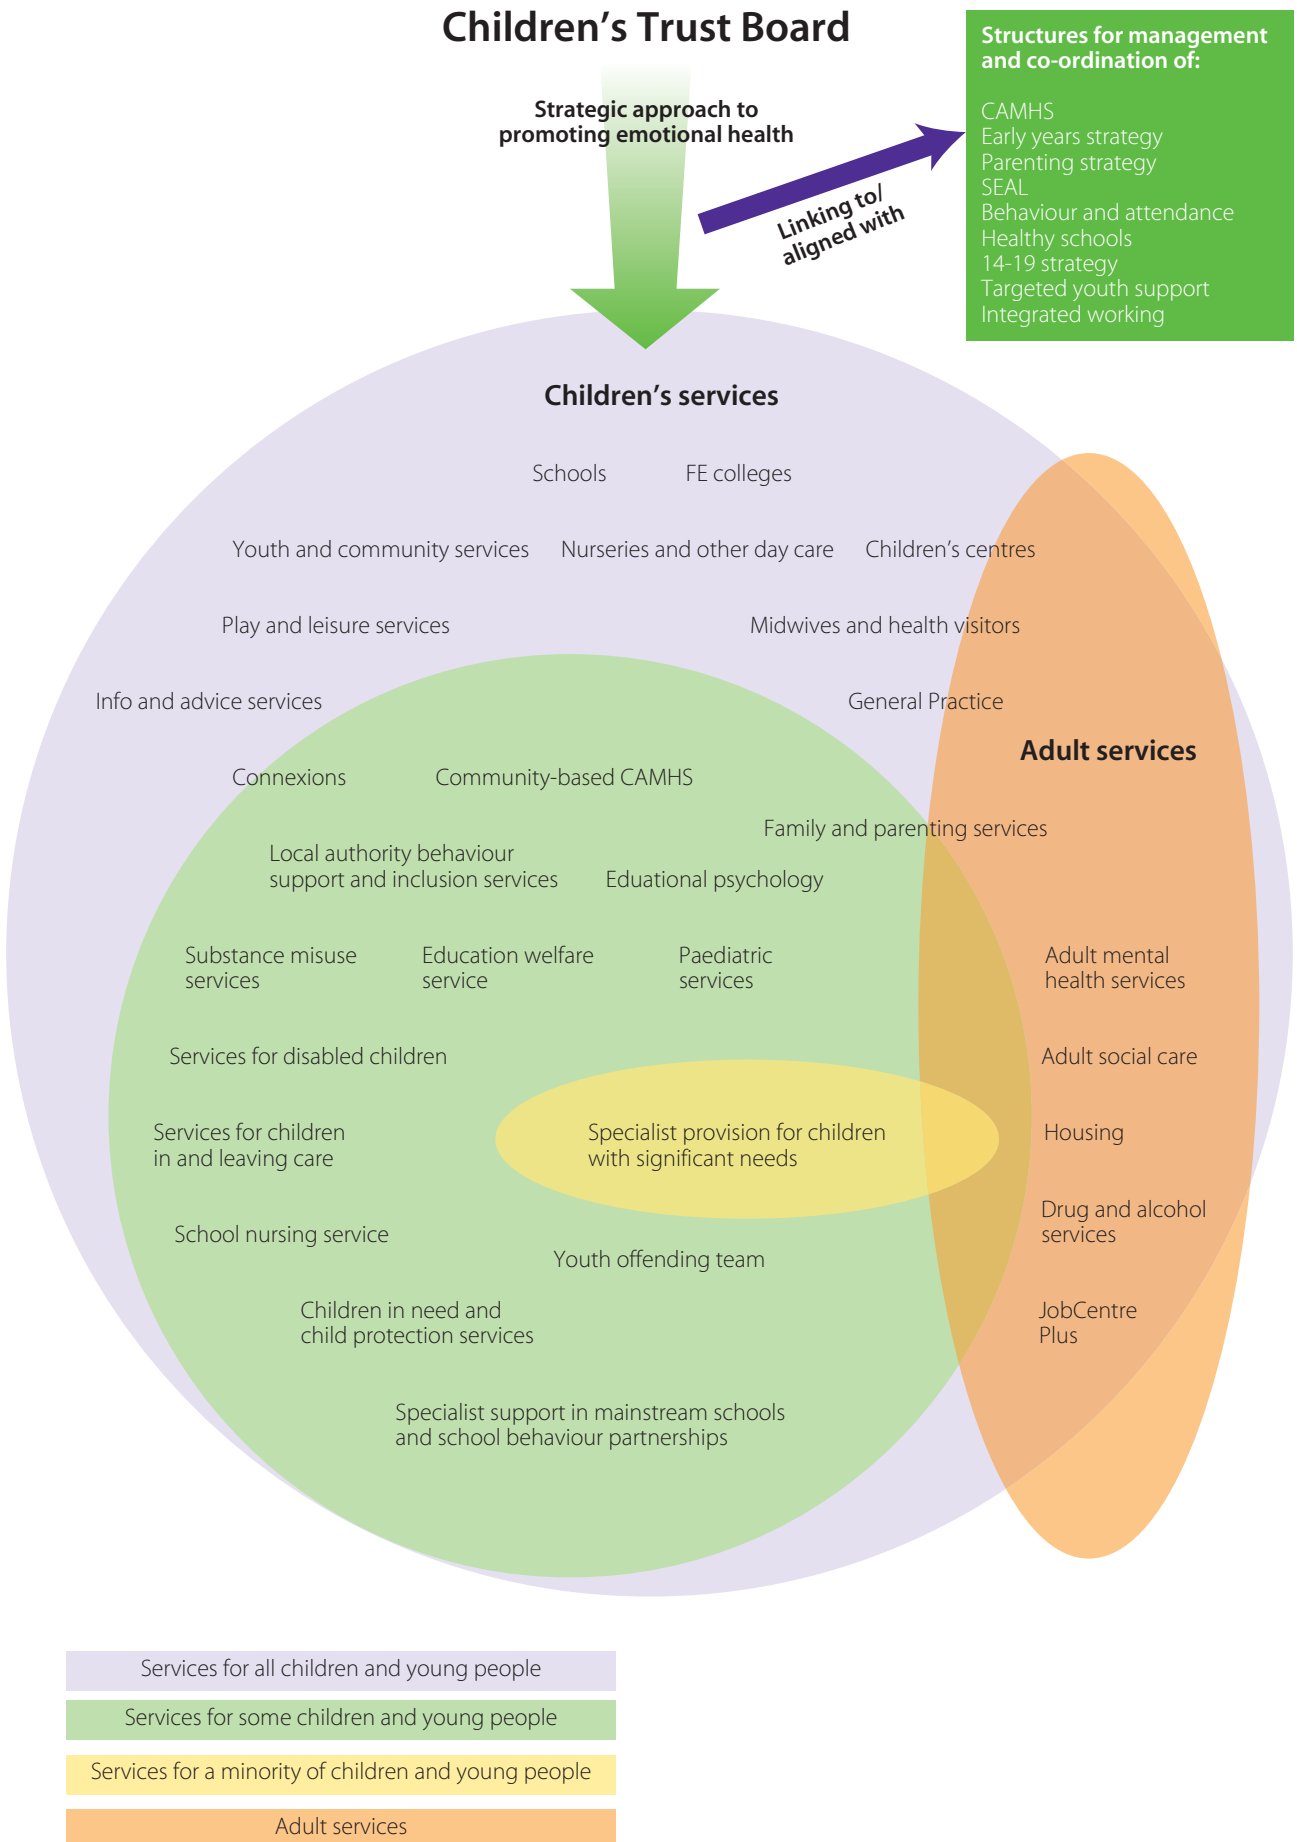 Children's Trust Board
Strategic approach to
promoting emotional health
Linking to/
aligned with
Structures for management
and co-ordination of:
CAMHS
Early years strategy
Parenting strategy
SEAL
Behaviour and attendance
Healthy schools
14-19 strategy
Targeted youth support
Integrated working
Children's services
Schools
FE colleges
Youth and community services
Nurseries and other day care
Children's centres
Play and leisure services
Midwives and health visitors
Info and advice services
General Practice
Adult services
Connexions
Community-based CAMHS
Family and parenting services
Local authority behaviour
support and inclusion services
Eduational psychology
Substance misuse
services
Education welfare
service
Paediatric
services
Adult mental
health services
Services for disabled children
Adult social care
Services for children
in and leaving care
Specialist provision for children
with significant needs
Housing
School nursing service
Youth offending team
Drug and alcohol
services
Children in need and
child protection services
JobCentre
Plus
Specialist support in mainstream schools
and school behaviour partnerships
Services for all children and young people
Services for some children and young people
Services for a minority of children and young people
Adult services